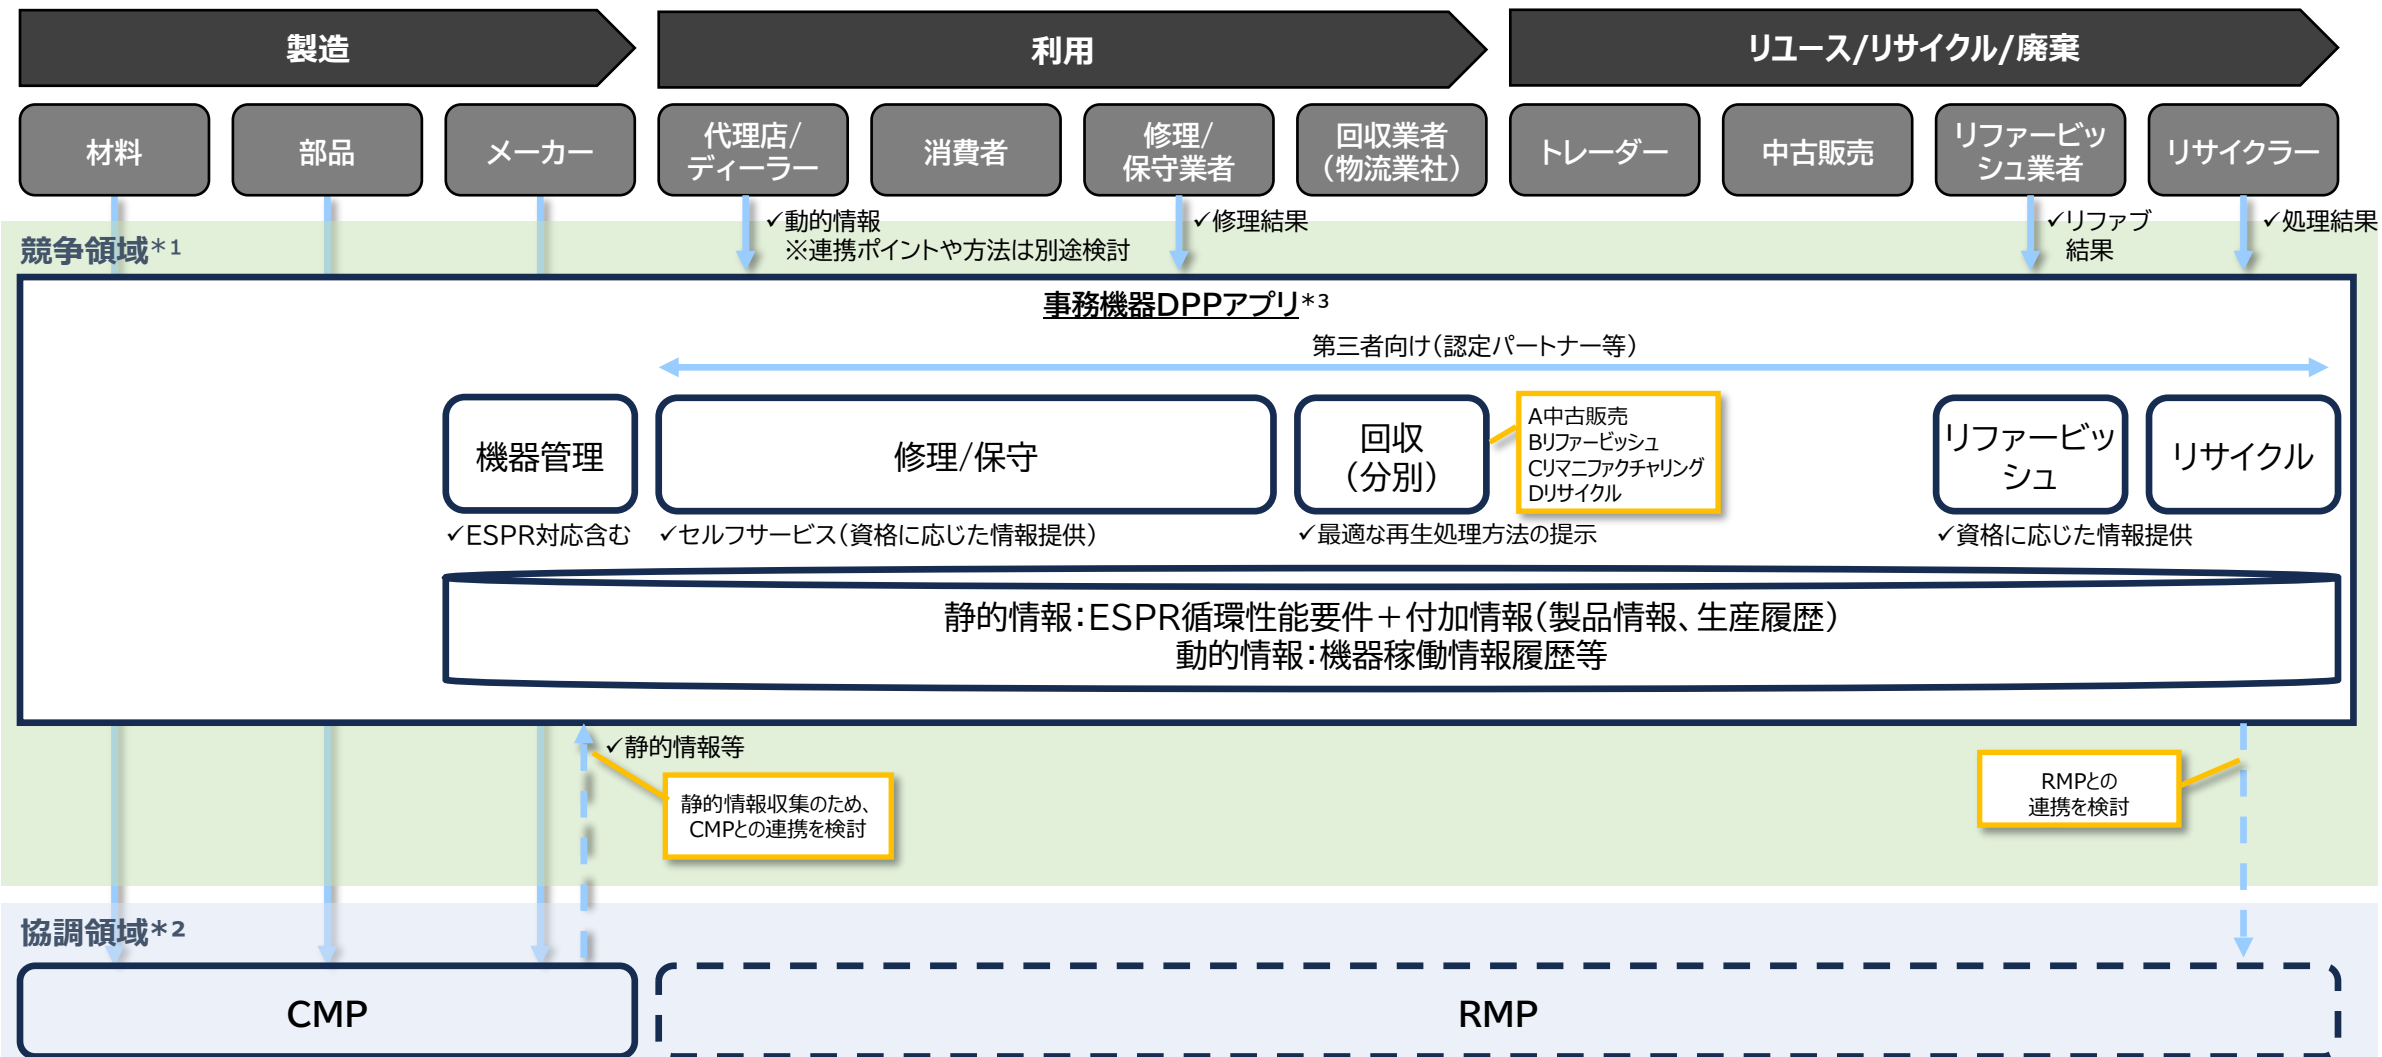 製造
利用
リユース/リサイクル/廃棄
材料
部品
メーカー
代理店/
ディーラー
消費者
修理/
保守業者
回収業者
(物流業社)
トレーダー
中古販売
リファービッ
シュ業者
リサイクラー
✓動的情報
※連携ポイントや方法は別途検討
✓修理結果
✓リファブ
結果
✓処理結果
競争領域*1
事務機器DPPアプリ*3
第三者向け(認定パートナー等)
機器管理
修理/保守
回収
(分別)
A中古販売
Bリファービッシュ
Cリマニファクチャリング
Dリサイクル
リファービッ
シュ
リサイクル
✓ESPR対応含む
✓セルフサービス(資格に応じた情報提供)
✓最適な再生処理方法の提示
✓資格に応じた情報提供
静的情報:ESPR循環性能要件+付加情報(製品情報、生産履歴)
動的情報:機器稼働情報履歴等
✓静的情報等
静的情報収集のため、
CMPとの連携を検討
RMPとの
連携を検討
協調領域*2
CMP
RMP